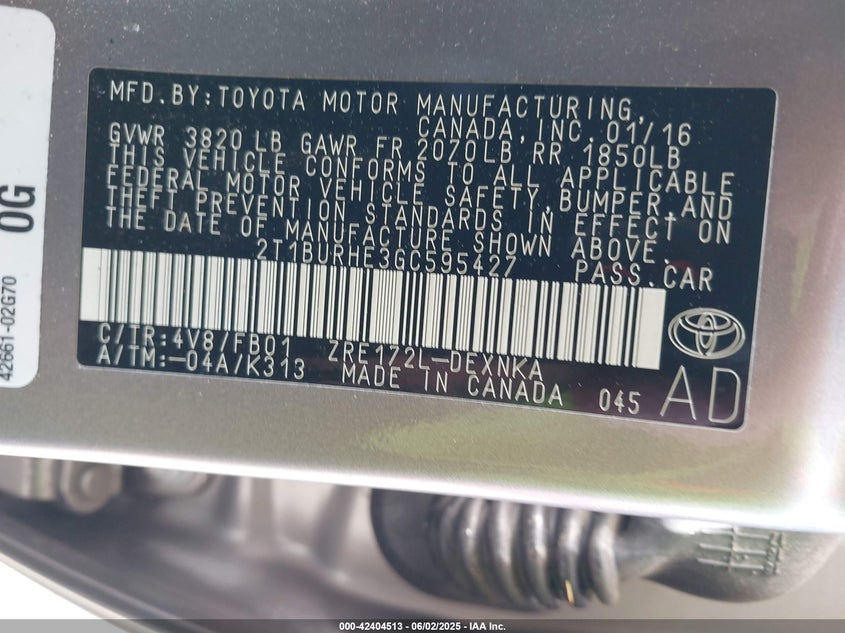 MFD.BY:TOYOTA MOTOR MANUFACTURING,
CANADA,INC.01/16
GVWR 3820 LB GAWR FR 2070LB RR 1850LB
THIS VEHICLE CONFORMS TO ALL APPLICABLE
FEDERAL MOTOR VEHICLE SAFETY,BUMPER,AND
THEFT PREVENTION STANDARDS IN EFFECT ON
THE DATE OF MANUFACTURE SHOWN ABOVE.
2T1BURHE3GC595427 PASS.CAR
C/TR:4V8/FB01 ZRE172L-DEXNKA
A/TM:-04A/K313 MADE IN CANADA 045 AD
42661-02G70 0G
000-42404513 - 06/02/2025 - IAA Inc.